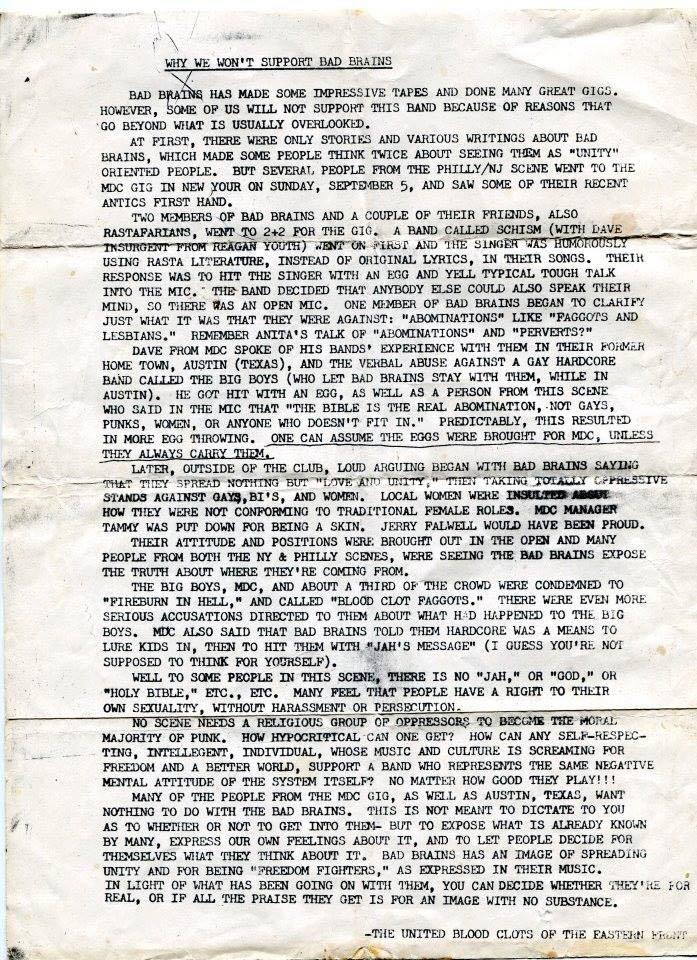 WHY WE WON'T SUPPORT BAD BRAINS
BAD BRAINS HAS MADE SOME IMPRESSIVE TAPES AND DONE MANY GREAT GIGS.
HOWEVER, SOME OF US WILL NOT SUPPORT THIS BAND BECAUSE OF REASONS THAT
GO BEYOND WHAT IS USUALLY OVERLOOKED.
AT FIRST, THERE WERE ONLY STORIES AND VARIOUS WRITINGS ABOUT BAD
BRAINS, WHICH MADE SOME PEOPLE THINK TWICE ABOUT SEEING THEM AS "UNITY"
ORIENTED PEOPLE. BUT SEVERAL PEOPLE FROM THE PHILLY/NJ SCENE WENT TO THE
MDC GIG IN NEW YOUR ON SUNDAY, SEPTEMBER 5, AND SAW SOME OF THEIR RECENT
ANTICS FIRST HAND.
TWO MEMBERS OF BAD BRAINS AND A COUPLE OF THEIR FRIENDS, ALSO
RASTAFARIANS, WENT TO 2+2 FOR THE GIG. A BAND CALLED SCHISM (WITH DAVE
INSURGENT FROM REAGAN YOUTH) WENT ON FIRST AND THE SINGER WAS HUMOROUSLY
USING RASTA LITERATURE, INSTEAD OF ORIGINAL LYRICS, IN THEIR SONGS. THEIR
RESPONSE WAS TO HIT THE SINGER WITH AN EGG AND YELL TYPICAL TOUGH TALK
INTO THE MIC. THE BAND DECIDED THAT ANYBODY ELSE COULD ALSO SPEAK THEIR
MIND, SO THERE WAS AN OPEN MIC. ONE MEMBER OF BAD BRAINS BEGAN TO CLARIFY
JUST WHAT IT WAS THAT THEY WERE AGAINST: "ABOMINATIONS" LIKE "FAGGOTS AND
LESBIANS." REMEMBER ANITA'S TALK OF "ABOMINATIONS" AND "PERVERTS?"
DAVE FROM MDC SPOKE OF HIS BANDS' EXPERIENCE WITH THEM IN THEIR FORMER
HOME TOWN, AUSTIN (TEXAS), AND THE VERBAL ABUSE AGAINST A GAY HARDCORE
BAND CALLED THE BIG BOYS (WHO LET BAD BRAINS STAY WITH THEM, WHILE IN
AUSTIN). HE GOT HIT WITH AN EGG, AS WELL AS A PERSON FROM THIS SCENE
WHO SAID IN THE MIC THAT "THE BIBLE IS THE REAL ABOMINATION, NOT GAYS,
PUNKS, WOMEN, OR ANYONE WHO DOESN'T FIT IN." PREDICTABLY, THIS RESULTED
IN MORE EGG THROWING. ONE CAN ASSUME THE EGGS WERE BROUGHT FOR MDC, UNLESS
THEY ALWAYS CARRY THEM.
LATER, OUTSIDE OF THE CLUB, LOUD ARGUING BEGAN WITH BAD BRAINS SAYING
THAT THEY SPREAD NOTHING BUT "LOVE AND UNITY," THEN TAKING TOTALLY OPPRESSIVE
STANDS AGAINST GAYS, BI'S, AND WOMEN. LOCAL WOMEN WERE INSULTED ABOUT
HOW THEY WERE NOT CONFORMING TO TRADITIONAL FEMALE ROLES. MDC MANAGER
TAMMY WAS PUT DOWN FOR BEING A SKIN. JERRY FALWELL WOULD HAVE BEEN PROUD.
THEIR ATTITUDE AND POSITIONS WERE BROUGHT OUT IN THE OPEN AND MANY
PEOPLE FROM BOTH THE NY & PHILLY SCENES, WERE SEEING THE BAD BRAINS EXPOSE
THE TRUTH ABOUT WHERE THEY'RE COMING FROM.
THE BIG BOYS, MDC, AND ABOUT A THIRD OF THE CROWD WERE CONDEMNED TO
"FIREBURN IN HELL," AND CALLED "BLOOD CLOT FAGGOTS." THERE WERE EVEN MORE
SERIOUS ACCUSATIONS DIRECTED TO THEM ABOUT WHAT HAD HAPPENED TO THE BIG
BOYS. MDC ALSO SAID THAT BAD BRAINS TOLD THEM HARDCORE WAS A MEANS TO
LURE KIDS IN, THEN TO HIT THEM WITH "JAH'S MESSAGE" (I GUESS YOU'RE NOT
SUPPOSED TO THINK FOR YOURSELF).
WELL TO SOME PEOPLE IN THIS SCENE, THERE IS NO "JAH," OR "GOD," OR
"HOLY BIBLE," ETC., ETC. MANY FEEL THAT PEOPLE HAVE A RIGHT TO THEIR
OWN SEXUALITY, WITHOUT HARASSMENT OR PERSECUTION.
NO SCENE NEEDS A RELIGIOUS GROUP OF OPPRESSORS TO BECOME THE MORAL
MAJORITY OF PUNK. HOW HYPOCRITICAL CAN ONE GET? HOW CAN ANY SELF-RESPEC-
TING, INTELLEGENT, INDIVIDUAL, WHOSE MUSIC AND CULTURE IS SCREAMING FOR
FREEDOM AND A BETTER WORLD, SUPPORT A BAND WHO REPRESENTS THE SAME NEGATIVE
MENTAL ATTITUDE OF THE SYSTEM ITSELF? NO MATTER HOW GOOD THEY PLAY!!!
MANY OF THE PEOPLE FROM THE MDC GIG, AS WELL AS AUSTIN, TEXAS, WANT
NOTHING TO DO WITH THE BAD BRAINS. THIS IS NOT MEANT TO DICTATE TO YOU
AS TO WHETHER OR NOT TO GET INTO THEM- BUT TO EXPOSE WHAT IS ALREADY KNOWN
BY MANY, EXPRESS OUR OWN FEELINGS ABOUT IT, AND TO LET PEOPLE DECIDE FOR
THEMSELVES WHAT THEY THINK ABOUT IT. BAD BRAINS HAS AN IMAGE OF SPREADING
UNITY AND FOR BEING "FREEDOM FIGHTERS," AS EXPRESSED IN THEIR MUSIC.
IN LIGHT OF WHAT HAS BEEN GOING ON WITH THEM, YOU CAN DECIDE WHETHER THEY'RE FOR
REAL, OR IF ALL THE PRAISE THEY GET IS FOR AN IMAGE WITH NO SUBSTANCE.
-THE UNITED BLOOD CLOTS OF THE EASTERN FRONT